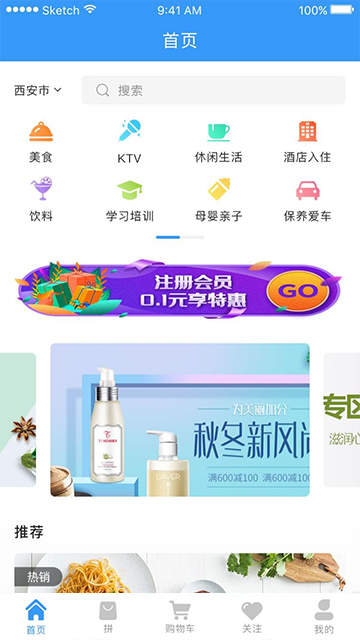 Sketch 9:41 AM 100%
首页
西安市 搜索
美食 KTV 休闲生活 酒店入住
饮料 学习培训 母婴亲子 保养爱车
注册会员
0.1元享特惠
GO
为美丽加分
秋冬新风尚
满600减100 满600减200
专区
滋润心
推荐
热销
首页 拼 购物车 关注 我的